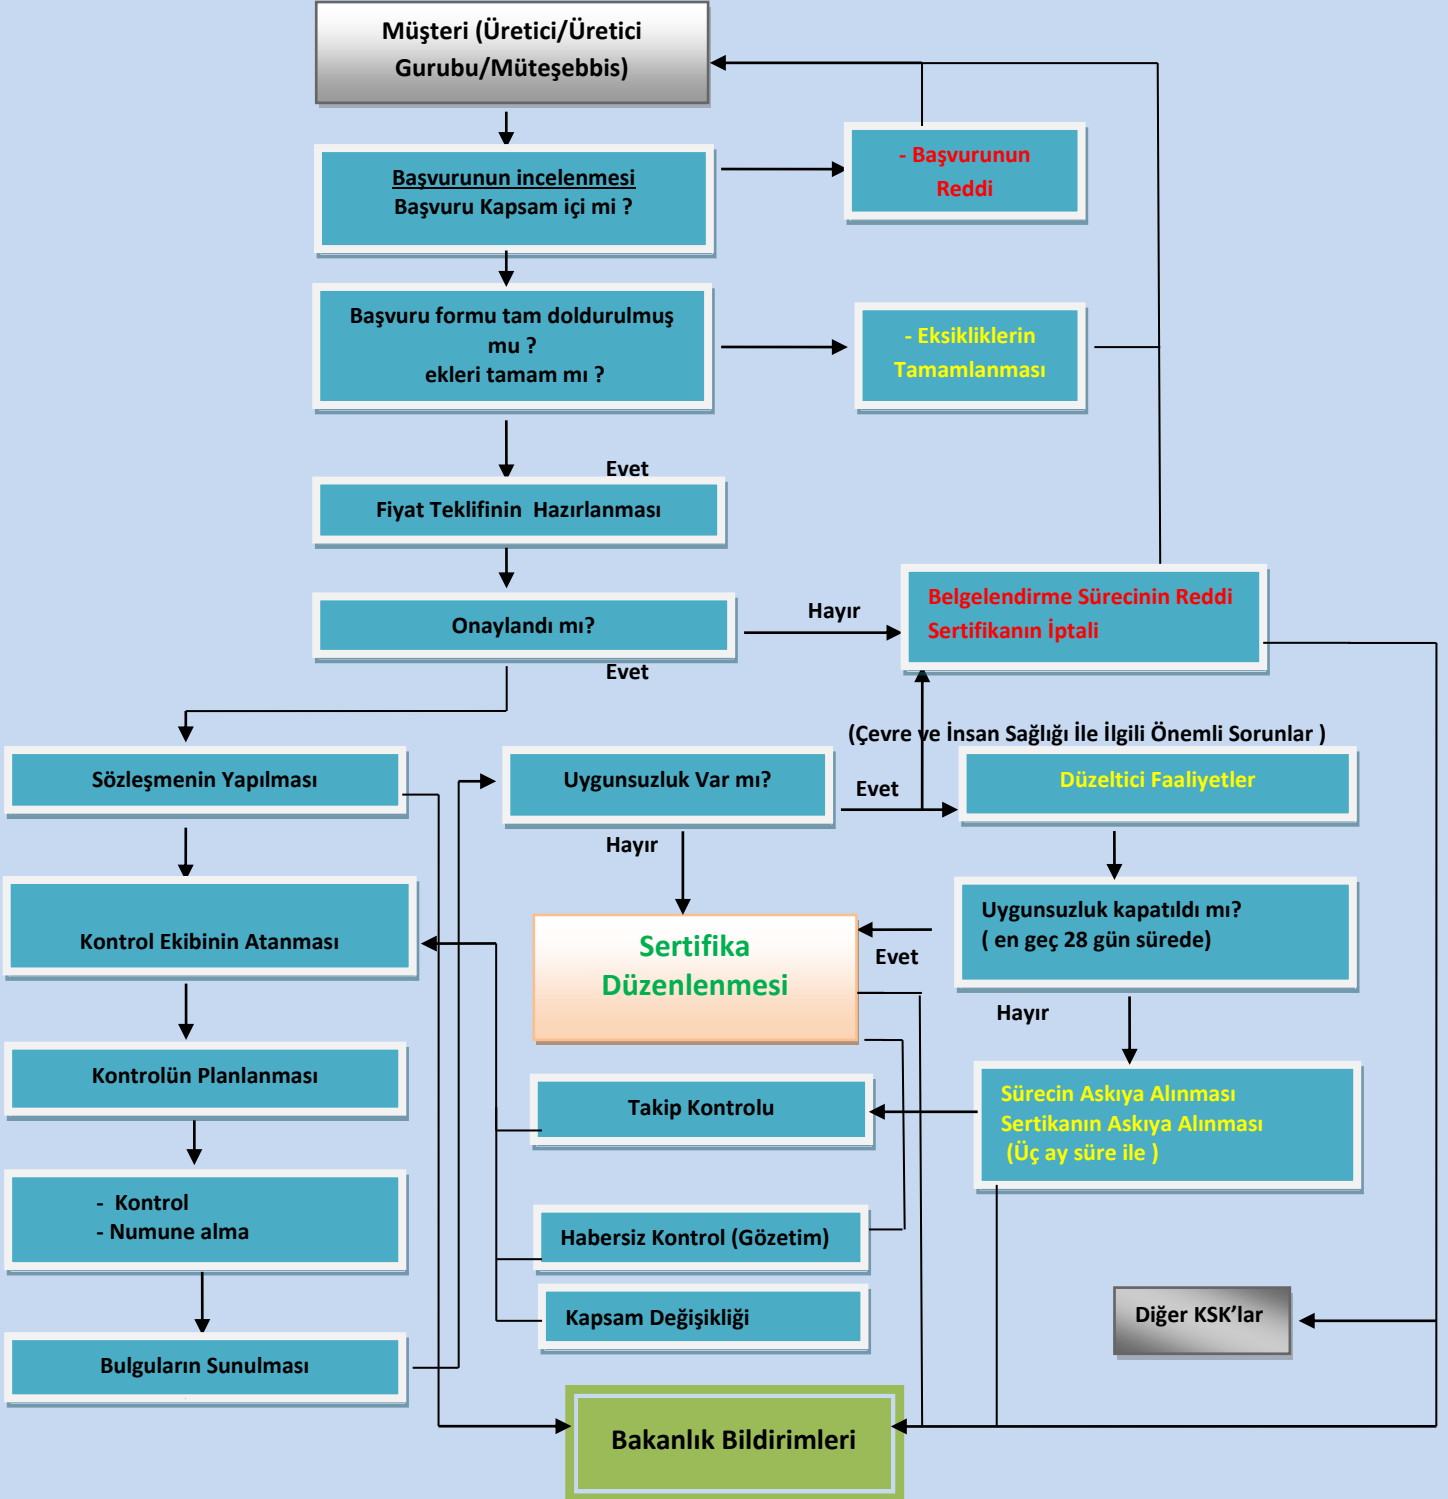 Müşteri (Üretici/Üretici
Gurubu/Müteşebbis)
Başvurunun incelenmesi
Başvuru Kapsam içi mi ?
- Başvurunun
Reddi
Başvuru formu tam doldurulmuş
mu ?
ekleri tamam mı ?
- Eksikliklerin
Tamamlanması
Evet
Fiyat Teklifinin Hazırlanması
Onaylandı mı?
Hayır
Belgelendirme Sürecinin Reddi
Sertifikanın İptali
Evet
(Çevre ve İnsan Sağlığı İle İlgili Önemli Sorunlar )
Sözleşmenin Yapılması
Uygunsuzluk Var mı?
Evet
Düzeltici Faaliyetler
Hayır
Kontrol Ekibinin Atanması
Sertifika
Düzenlenmesi
Evet
Uygunsuzluk kapatıldı mı?
( en geç 28 gün sürede)
Hayır
Kontrolün Planlanması
Takip Kontrolu
Sürecin Askıya Alınması
Sertikanın Askıya Alınması
(Üç ay süre ile )
- Kontrol
- Numune alma
Habersiz Kontrol (Gözetim)
Kapsam Değişikliği
Diğer KSK’lar
Bulguların Sunulması
Bakanlık Bildirimleri